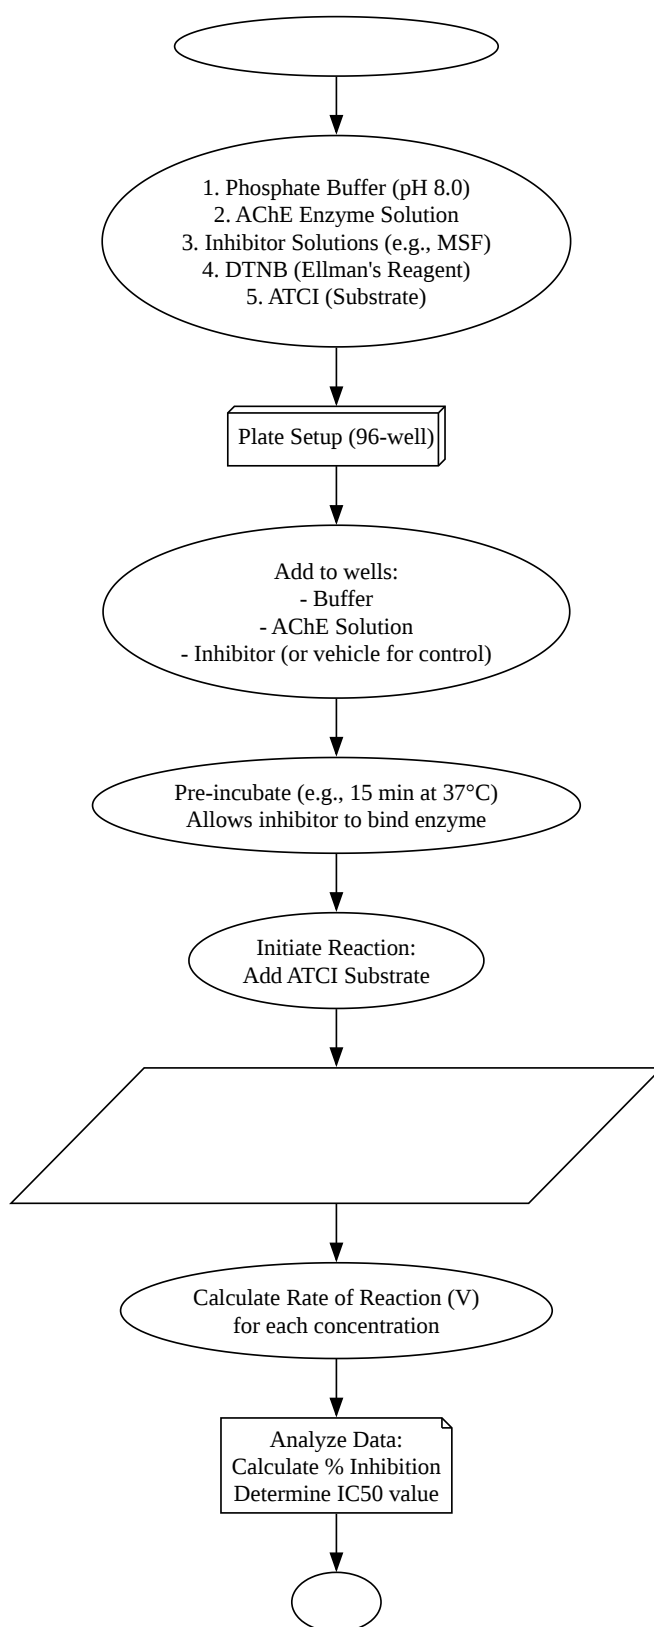 1. Phosphate Buffer (pH 8.0)
2. AChE Enzyme Solution
3. Inhibitor Solutions (e.g., MSF)
4. DTNB (Ellman's Reagent)
5. ATCI (Substrate)
Plate Setup (96-well)
Add to wells:
- Buffer
- AChE Solution
- Inhibitor (or vehicle for control)
Pre-incubate (e.g., 15 min at 37°C)
Allows inhibitor to bind enzyme
Initiate Reaction:
Add ATCI Substrate
Calculate Rate of Reaction (V)
for each concentration
Analyze Data:
Calculate % Inhibition
Determine IC50 value